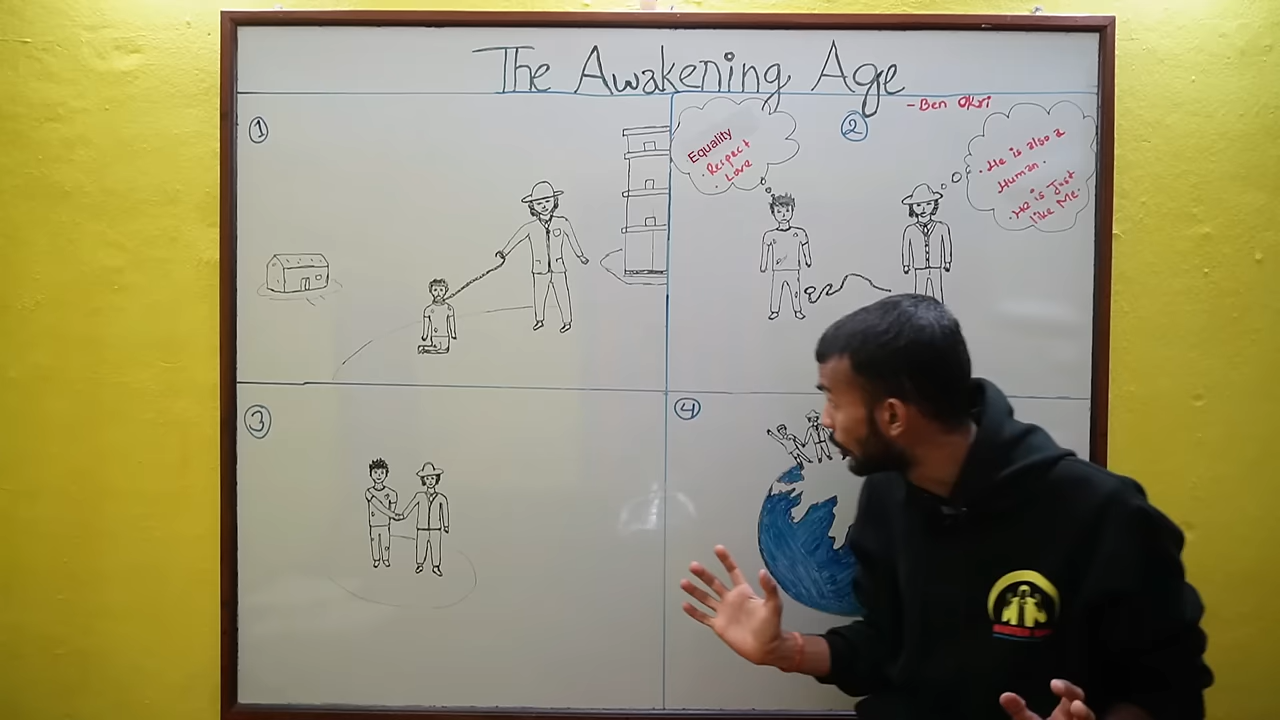 The Awakening Age
- Ben Okri
1
2
Equality
. Respect
. Love
. He is also a
Human.
. He is Just
like Me.
3
4